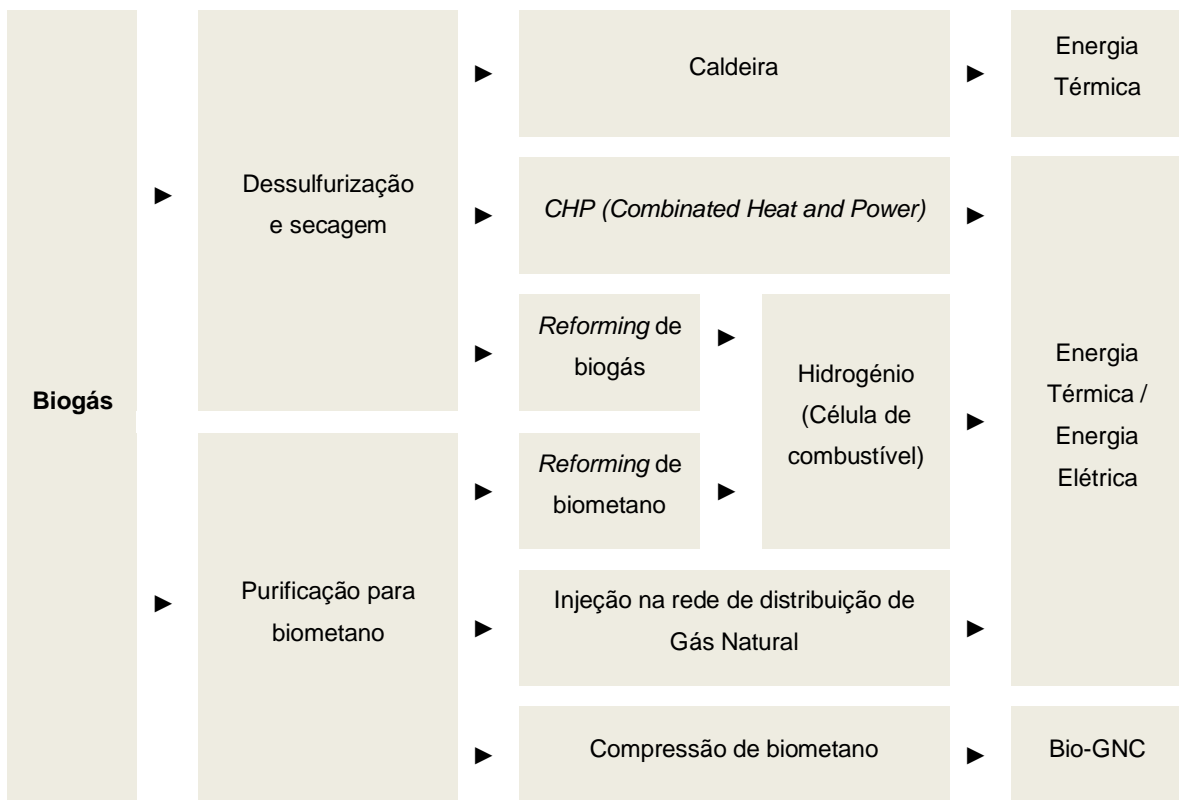 Biogás
Dessulfurização
e secagem
Caldeira
Energia
Térmica
CHP (Combinated Heat and Power)
Reforming de
biogás
Hidrogénio
(Célula de
combustível)
Energia
Térmica /
Energia
Elétrica
Purificação para
biometano
Reforming de
biometano
Injeção na rede de distribuição de
Gás Natural
Compressão de biometano
Bio-GNC